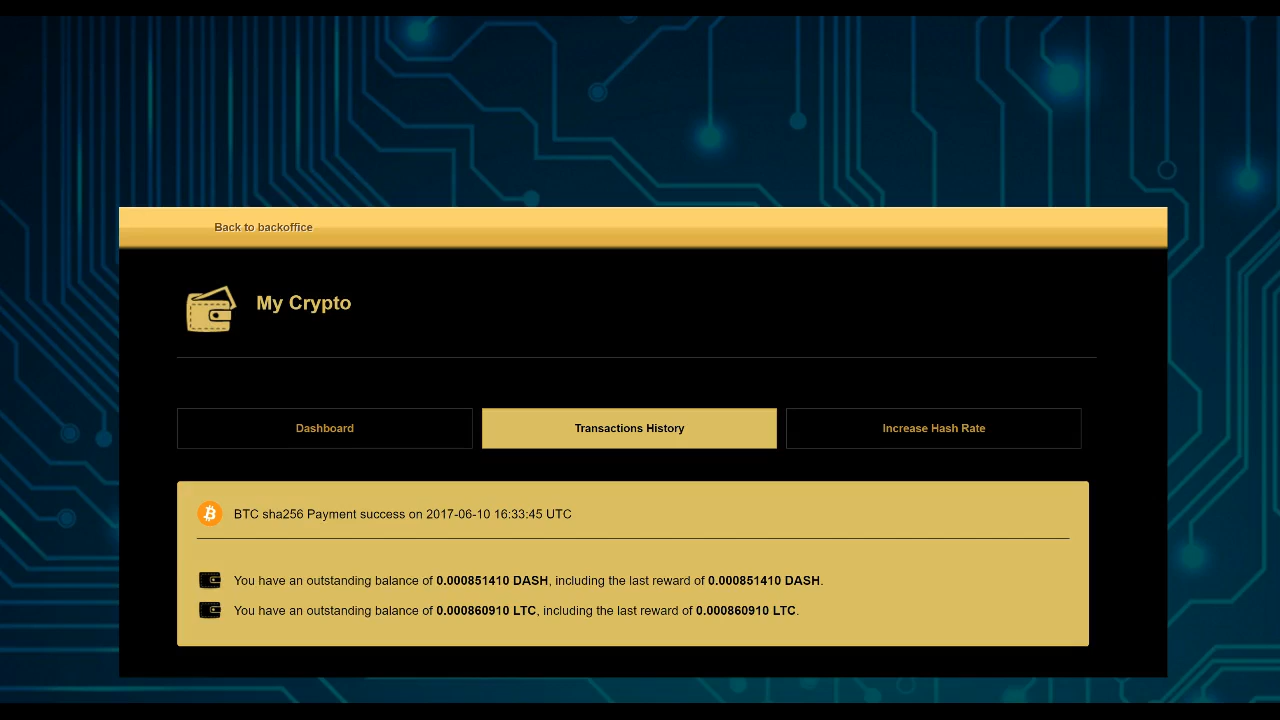 Back to backoffice
My Crypto
Dashboard
Transactions History
Increase Hash Rate
BTC sha256 Payment success on 2017-06-10 16:33:45 UTC
You have an outstanding balance of 0.000851410 DASH, including the last reward of 0.000851410 DASH.
You have an outstanding balance of 0.000860910 LTC, including the last reward of 0.000860910 LTC.